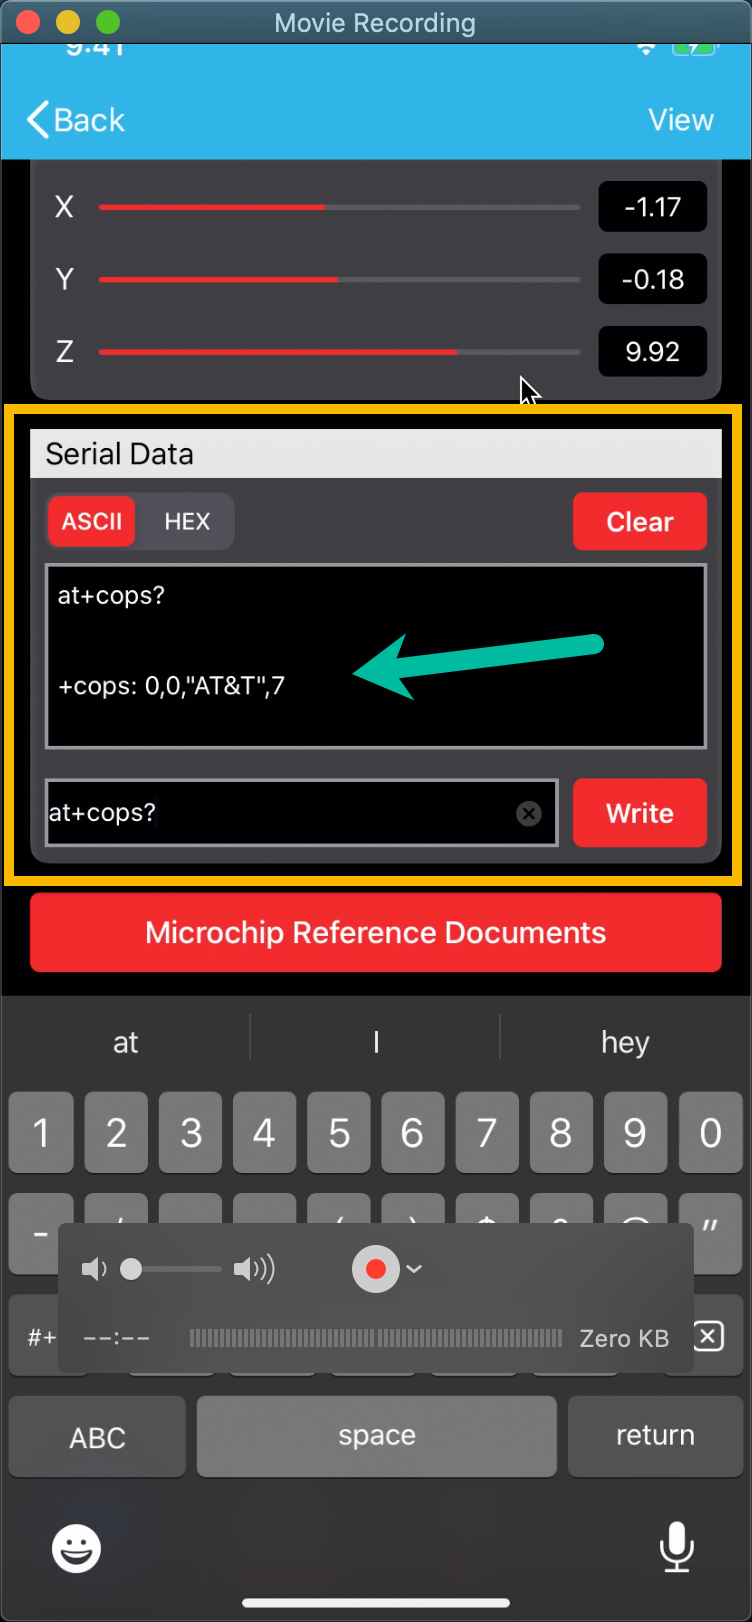 Movie Recording
9:41
Back
View
X
-1.17
Y
-0.18
Z
9.92
Serial Data
ASCII HEX
Clear
at+cops?
+cops: 0,0,"AT&T",7
at+cops?
Write
Microchip Reference Documents
at
I
hey
1 2 3 4 5 6 7 8 9 0
- "
#+
--:--
Zero KB
ABC
space
return